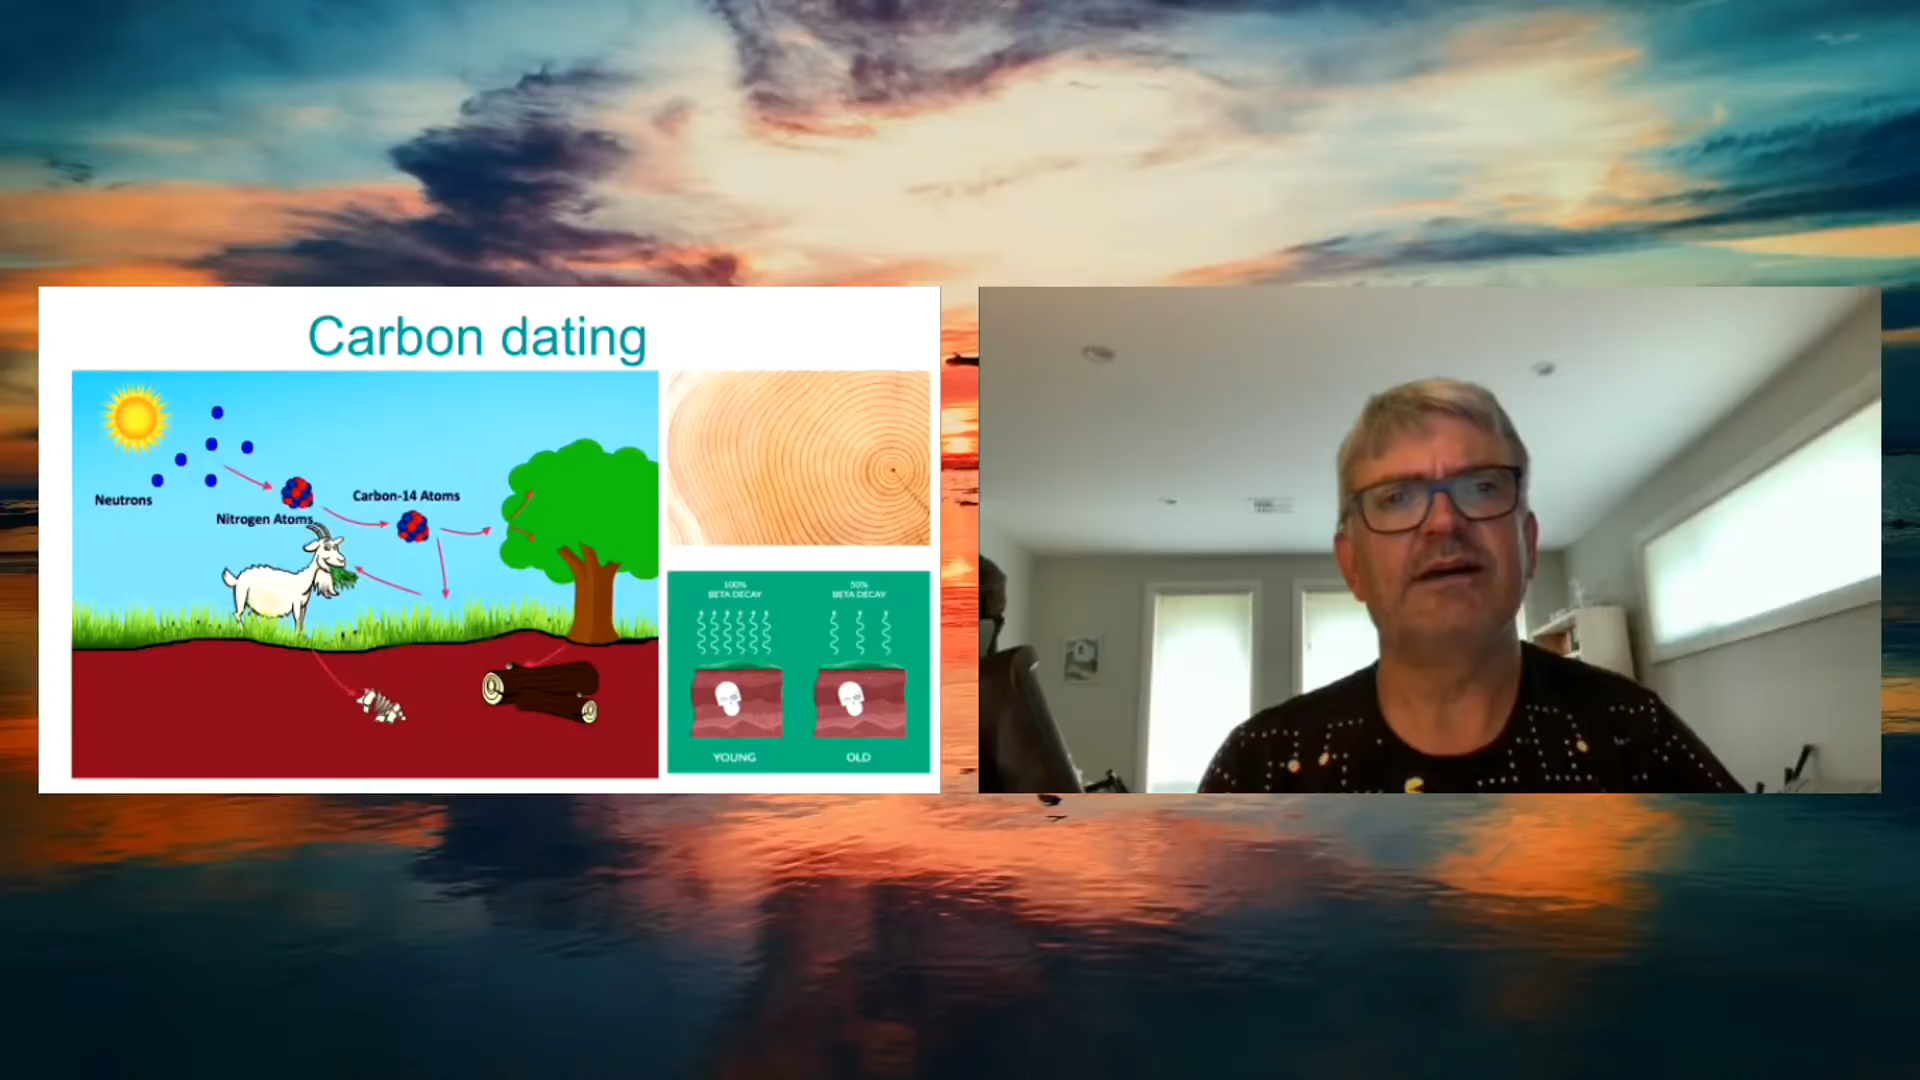 Carbon dating
Neutrons
Nitrogen Atoms
Carbon-14 Atoms
100%
BETA DECAY
50%
BETA DECAY
YOUNG
OLD